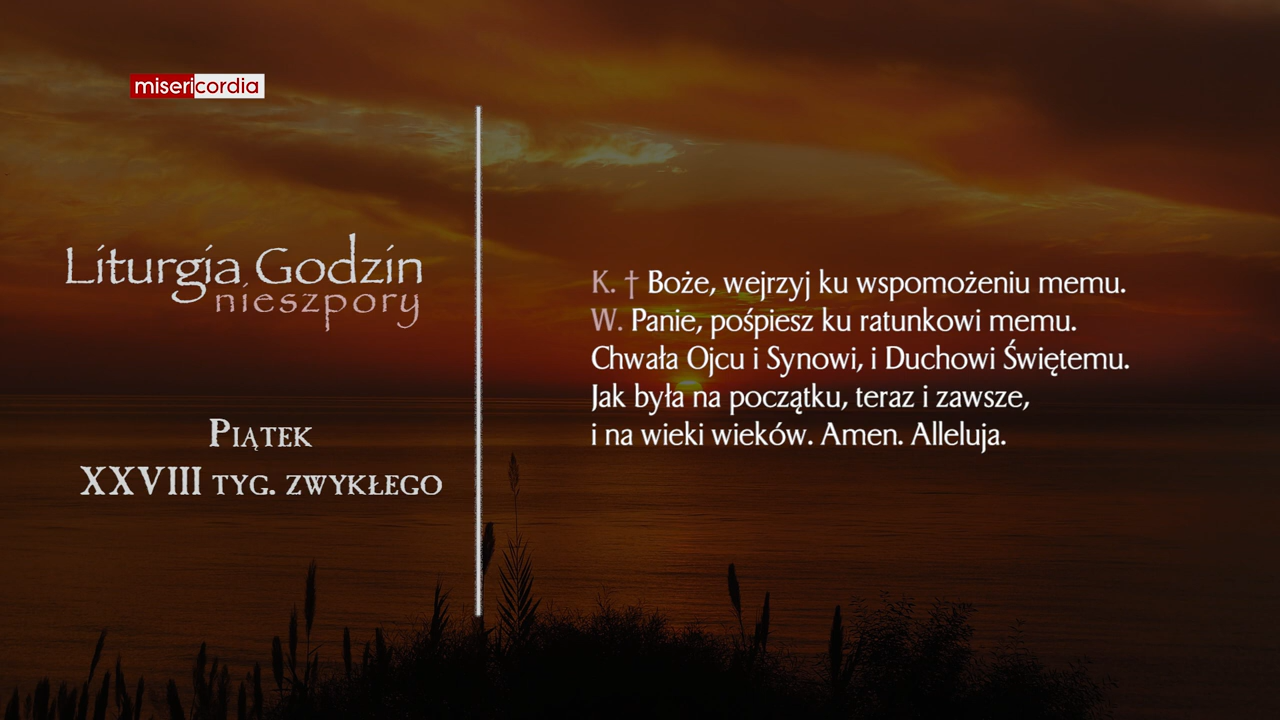 misericordia
Liturgia Godzin
nieszpory
Piątek
XXVIII tyg. zwykłego
K. † Boże, wejrzyj ku wspomożeniu memu.
W. Panie, pośpiesz ku ratunkowi memu.
Chwała Ojcu i Synowi, i Duchowi Świętemu.
Jak była na początku, teraz i zawsze,
i na wieki wieków. Amen. Alleluja.